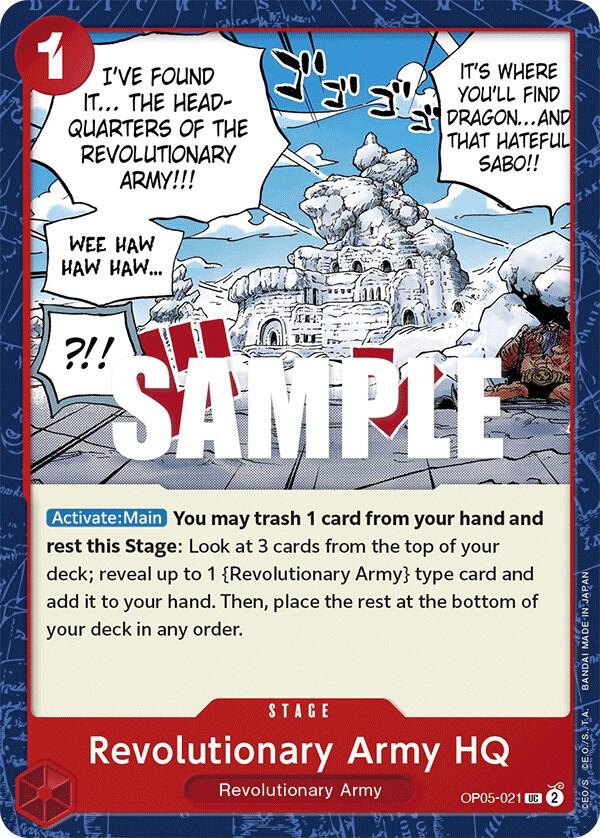 1
I'VE FOUND
IT... THE HEAD-
QUARTERS OF THE
REVOLUTIONARY
ARMY!!!
ゴゴゴゴ
IT'S WHERE
YOU'LL FIND
DRAGON...AND
THAT HATEFUL
SABO!!
WEE HAW
HAW HAW...
?!!
SAMPLE
Activate:Main You may trash 1 card from your hand and
rest this Stage: Look at 3 cards from the top of your
deck; reveal up to 1 {Revolutionary Army} type card and
add it to your hand. Then, place the rest at the bottom of
your deck in any order.
STAGE
Revolutionary Army HQ
Revolutionary Army
OP05-021 UC 2
©E.O./S. ©E.O./S., T.A. BANDAI MADE IN JAPAN